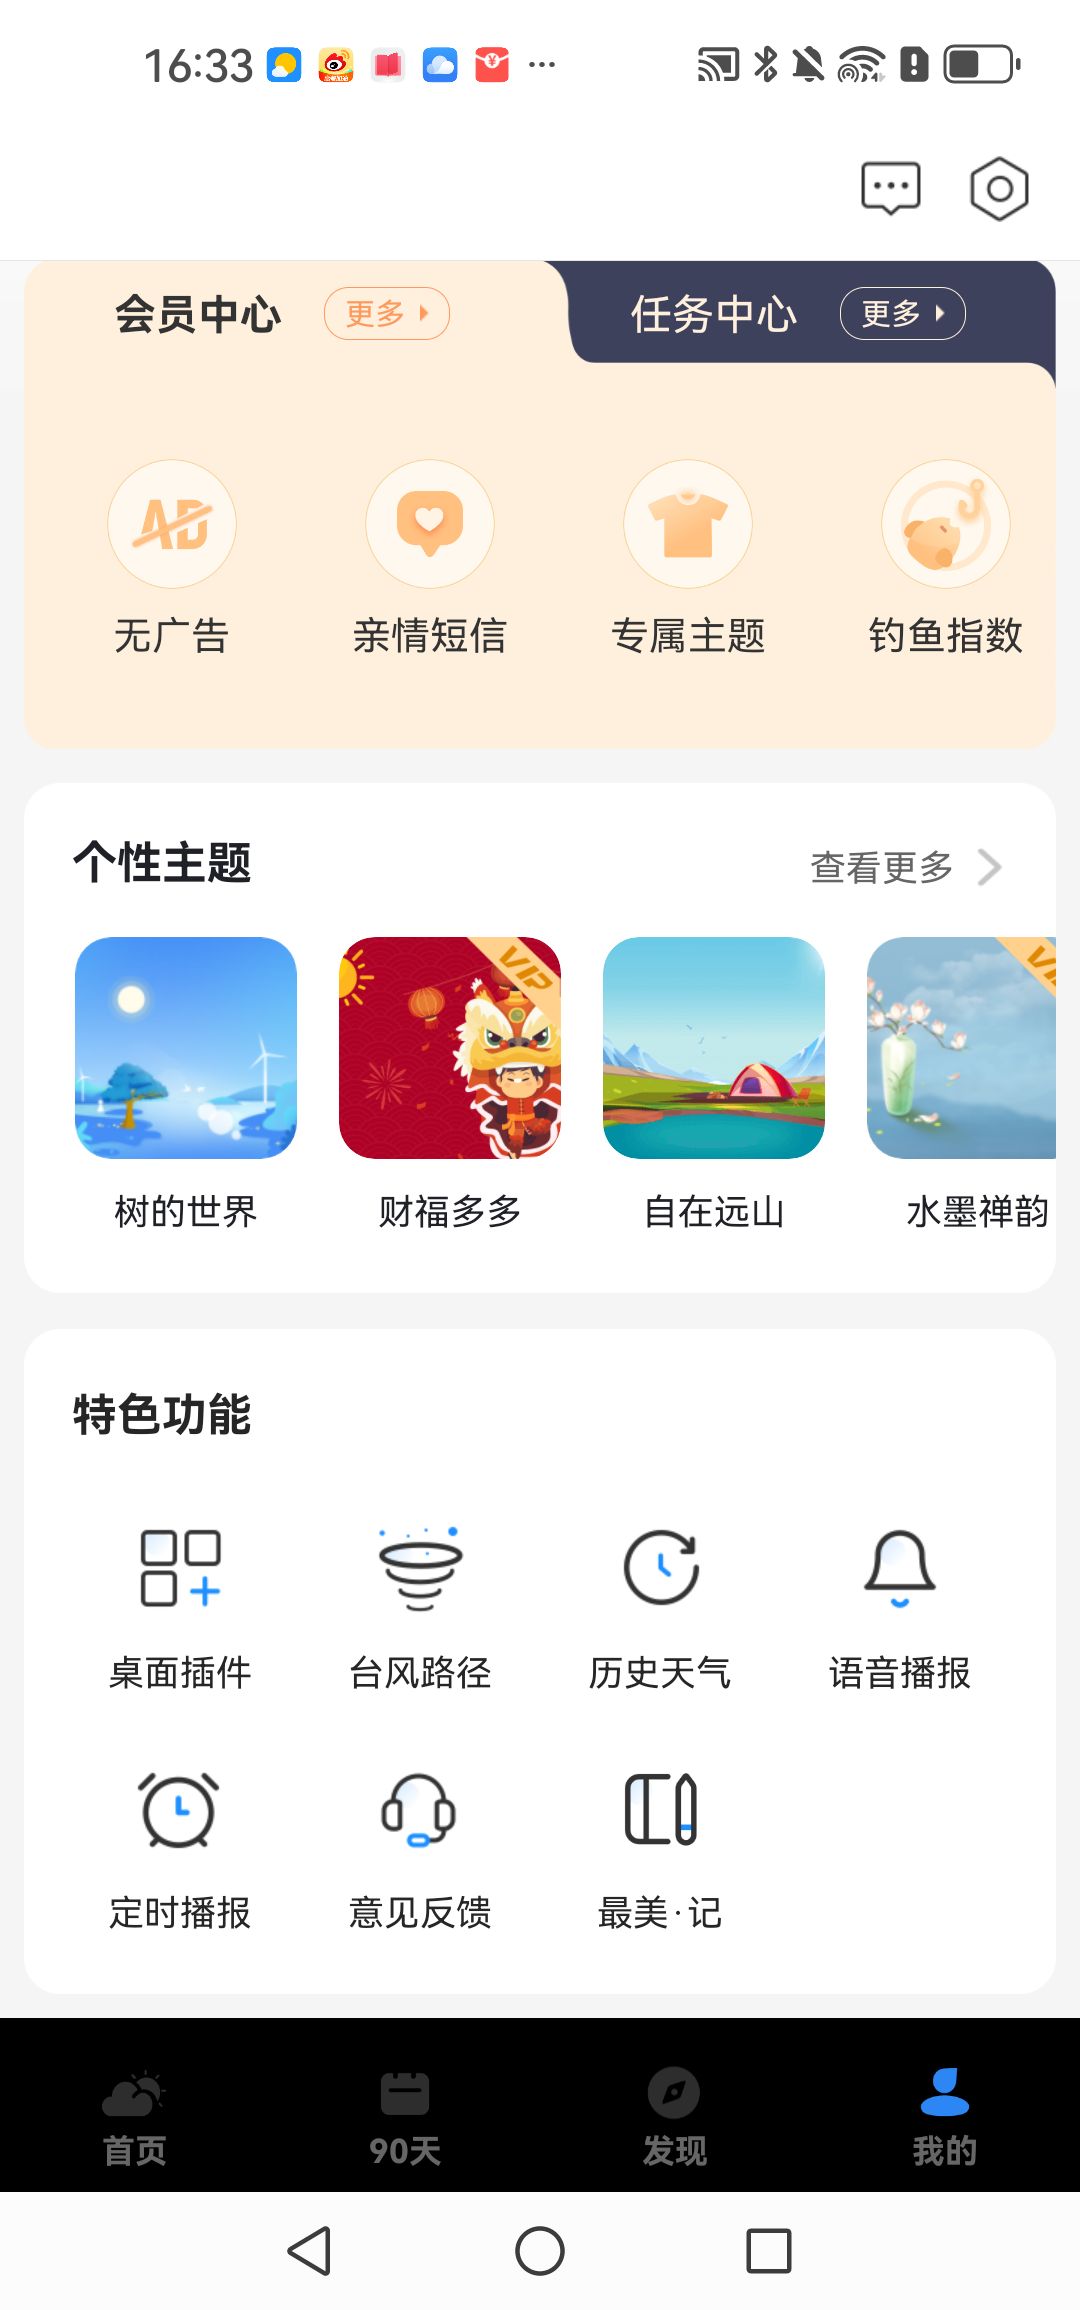 16:33
会员中心 更多 任务中心 更多
AD
无广告 亲情短信 专属主题 钓鱼指数
个性主题 查看更多
VIP
树的世界 财福多多 自在远山 水墨禅韵
特色功能
桌面插件 台风路径 历史天气 语音播报
定时播报 意见反馈 最美·记
首页 90天 发现 我的